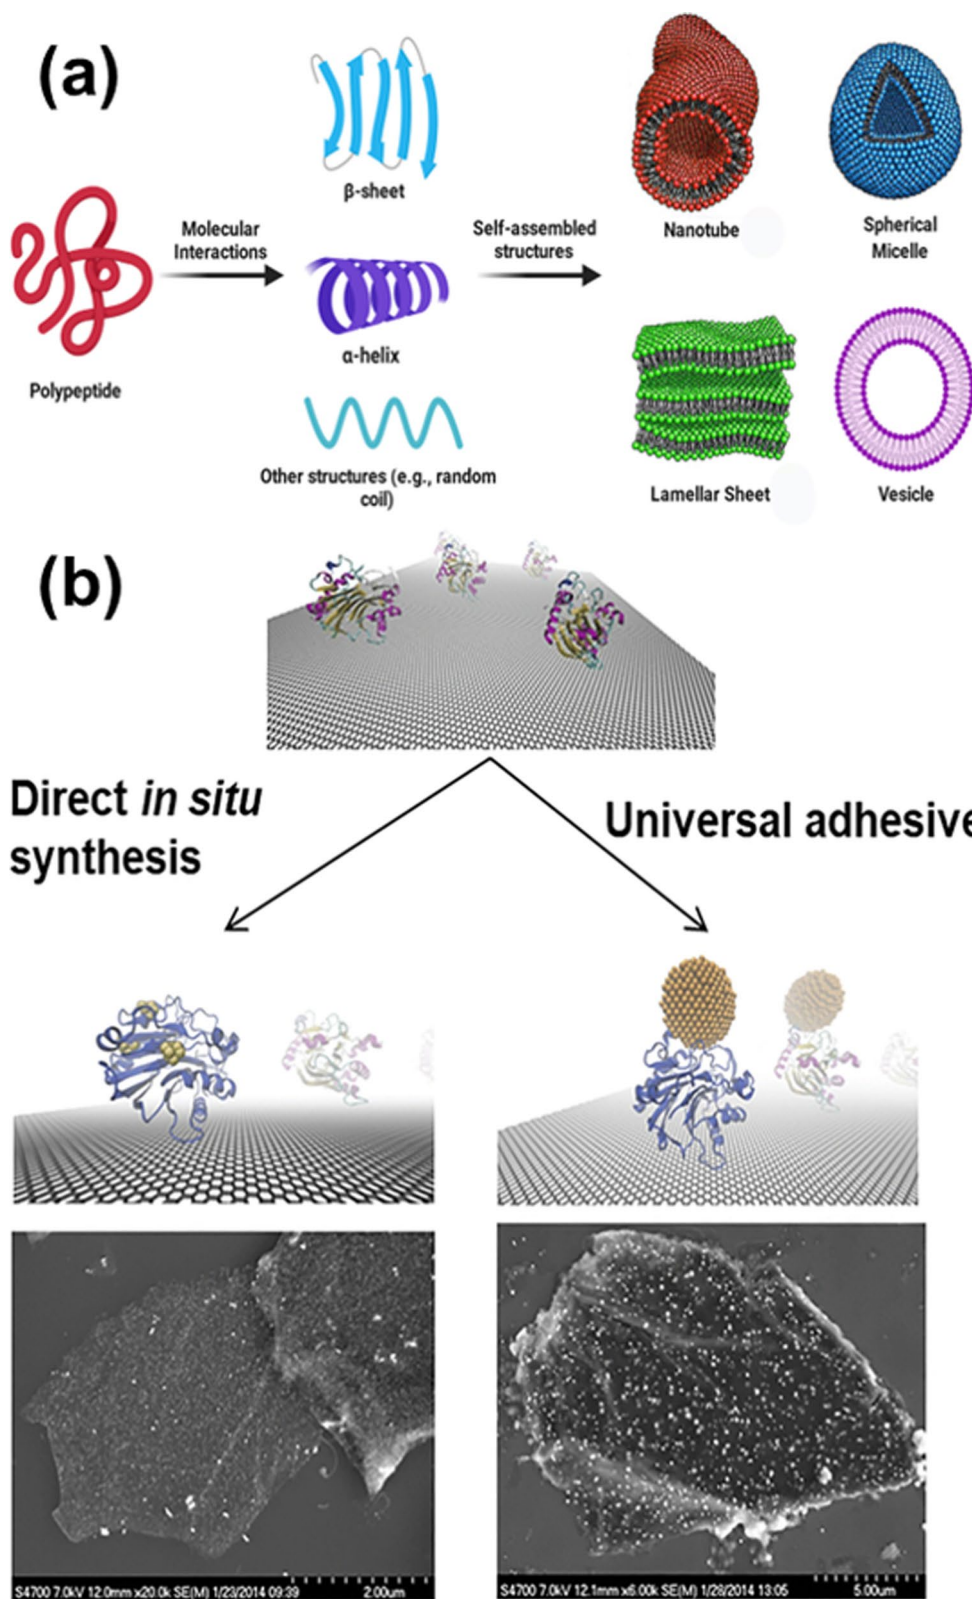 (a)
β-sheet
Polypeptide
Molecular
Interactions
α-helix
Other structures (e.g., random
coil)
Self-assembled
structures
Nanotube
Spherical
Micelle
Lamellar Sheet
Vesicle
(b)
Direct in situ
synthesis
Universal adhesive
S4700 7.0kV 12.0mm x20.0k SE(M) 1/23/2014 09:39
2.00um
S4700 7.0kV 12.1mm x6.00k SE(M) 1/28/2014 13:05
5.00um